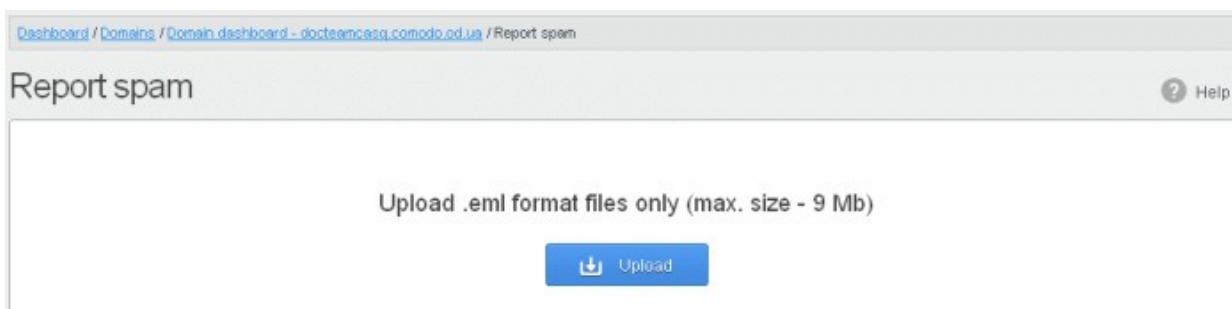 Dashboard / Domains / Domain dashboard - docteamcasg.comodo.od.ua / Report spam
Report spam
Help
Upload .eml format files only (max. size - 9 Mb)
Upload